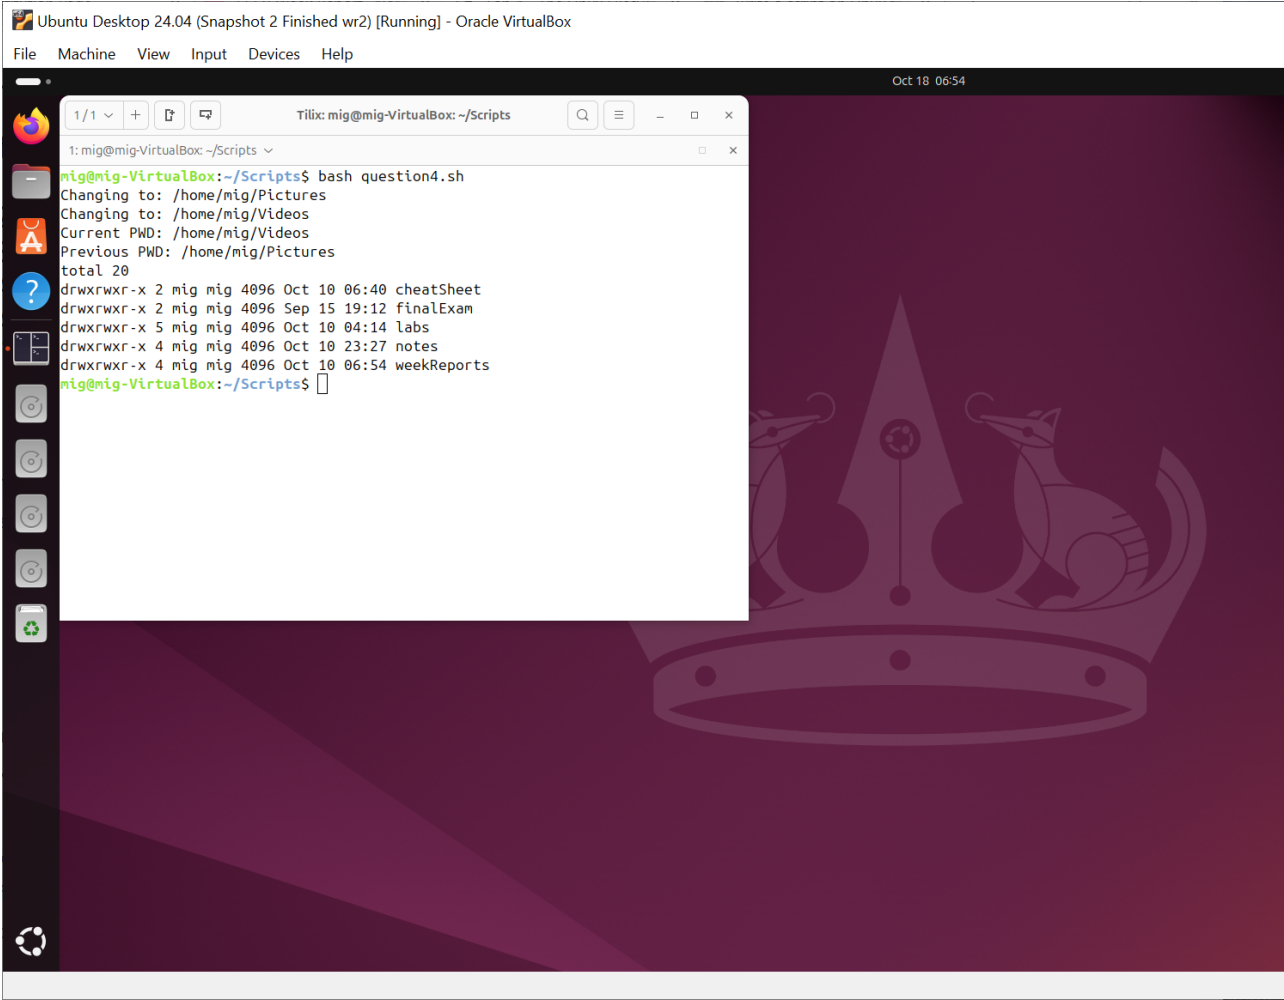 Ubuntu Desktop 24.04 (Snapshot 2 Finished wr2) [Running] - Oracle VirtualBox
File Machine View Input Devices Help
Oct 18 06:54
1 / 1 Tilix: mig@mig-VirtualBox: ~/Scripts
1: mig@mig-VirtualBox: ~/Scripts
mig@mig-VirtualBox:~/Scripts$ bash question4.sh
Changing to: /home/mig/Pictures
Changing to: /home/mig/Videos
Current PWD: /home/mig/Videos
Previous PWD: /home/mig/Pictures
total 20
drwxrwxr-x 2 mig mig 4096 Oct 10 06:40 cheatSheet
drwxrwxr-x 2 mig mig 4096 Sep 15 19:12 finalExam
drwxrwxr-x 5 mig mig 4096 Oct 10 04:14 labs
drwxrwxr-x 4 mig mig 4096 Oct 10 23:27 notes
drwxrwxr-x 4 mig mig 4096 Oct 10 06:54 weekReports
mig@mig-VirtualBox:~/Scripts$